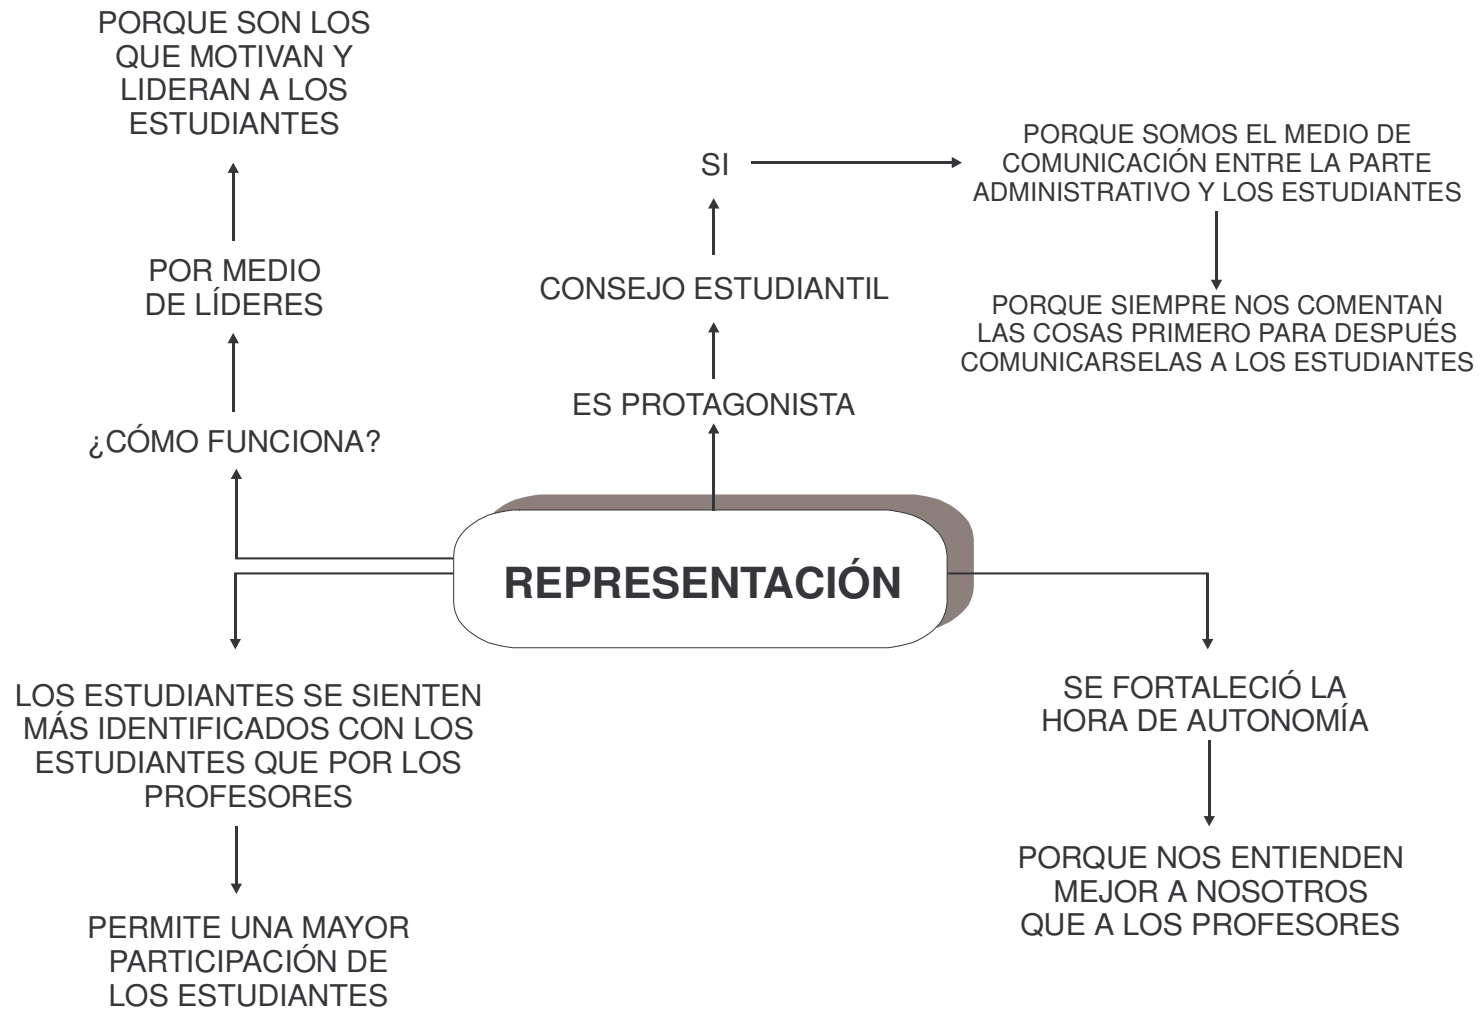 PORQUE SON LOS
QUE MOTIVAN Y
LIDERAN A LOS
ESTUDIANTES
POR MEDIO
DE LÍDERES
¿CÓMO FUNCIONA?
SI
PORQUE SOMOS EL MEDIO DE
COMUNICACIÓN ENTRE LA PARTE
ADMINISTRATIVO Y LOS ESTUDIANTES
PORQUE SIEMPRE NOS COMENTAN
LAS COSAS PRIMERO PARA DESPUÉS
COMUNICARSELAS A LOS ESTUDIANTES
CONSEJO ESTUDIANTIL
ES PROTAGONISTA
REPRESENTACIÓN
LOS ESTUDIANTES SE SIENTEN
MÁS IDENTIFICADOS CON LOS
ESTUDIANTES QUE POR LOS
PROFESORES
PERMITE UNA MAYOR
PARTICIPACIÓN DE
LOS ESTUDIANTES
SE FORTALECIÓ LA
HORA DE AUTONOMÍA
PORQUE NOS ENTIENDEN
MEJOR A NOSOTROS
QUE A LOS PROFESORES